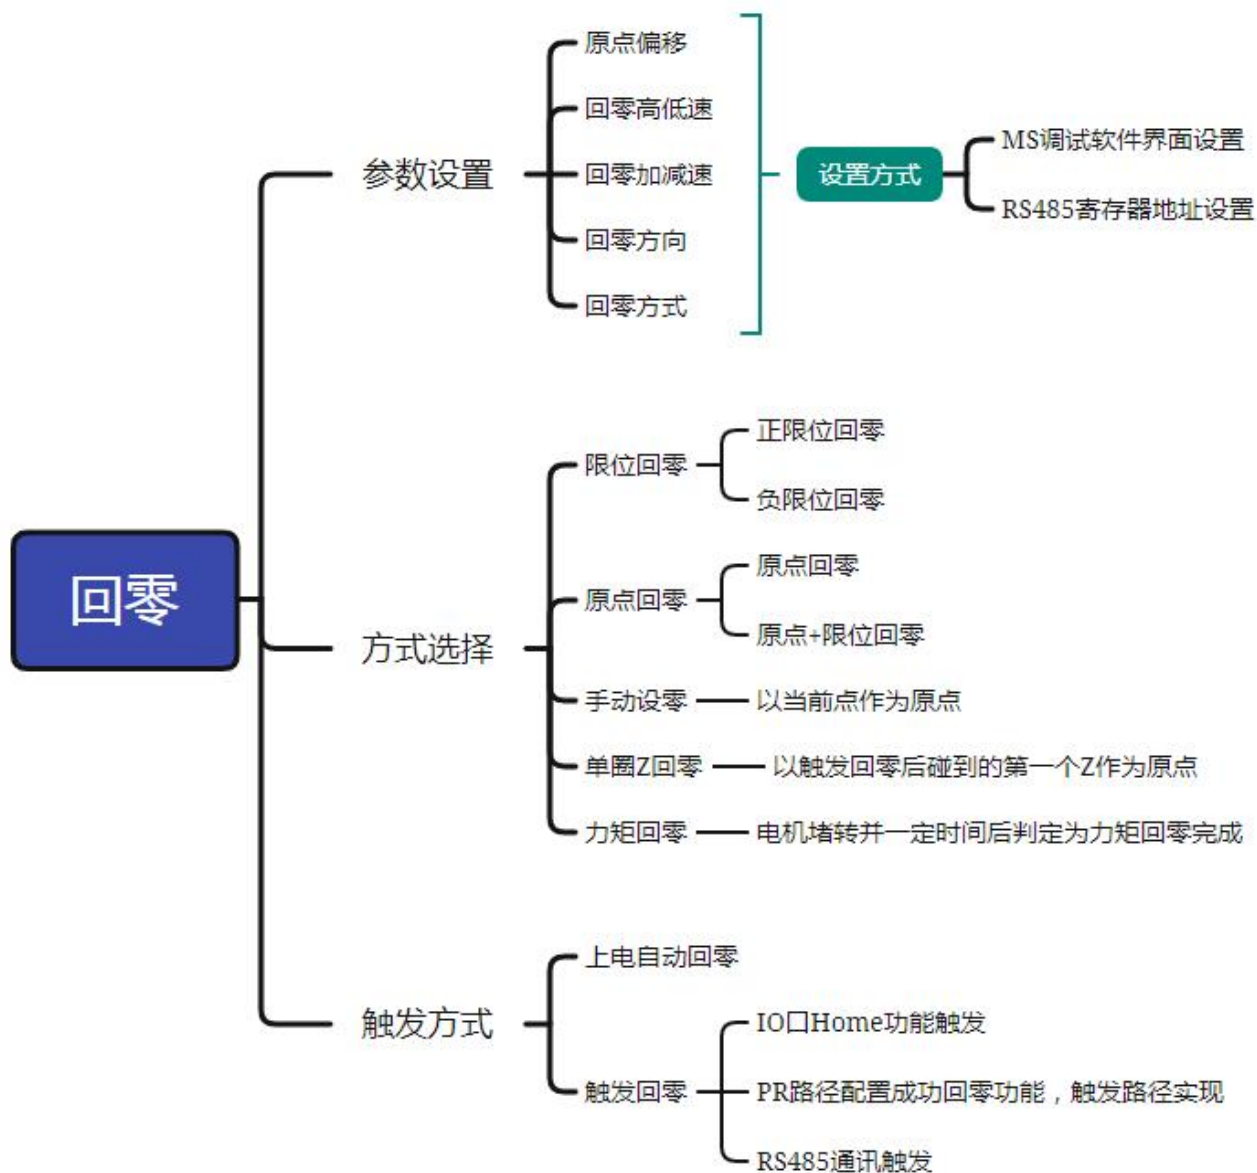 回零
参数设置
原点偏移
回零高低速
回零加减速
回零方向
回零方式
设置方式
MS调试软件界面设置
RS485寄存器地址设置
方式选择
限位回零
正限位回零
负限位回零
原点回零
原点回零
原点+限位回零
手动设零
以当前点作为原点
单圈Z回零
以触发回零后碰到的第一个Z作为原点
力矩回零
电机堵转并一定时间后判定为力矩回零完成
触发方式
上电自动回零
触发回零
IO口Home功能触发
PR路径配置成功回零功能，触发路径实现
RS485通讯触发